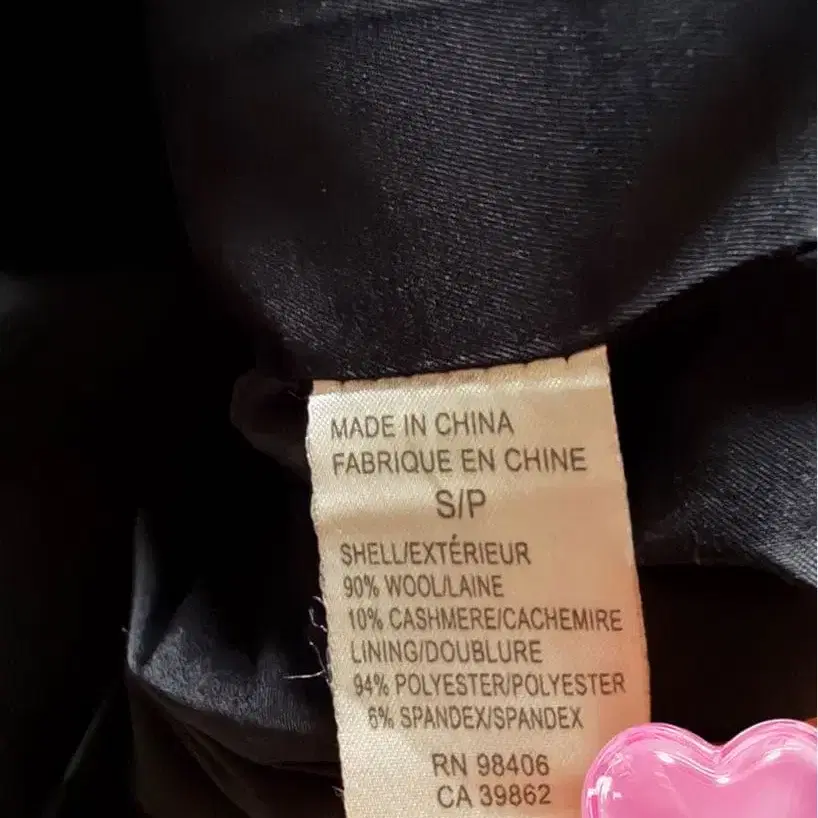 MADE IN CHINA
FABRIQUE EN CHINE
S/P
SHELL/EXTÉRIEUR
90% WOOL/LAINE
10% CASHMERE/CACHEMIRE
LINING/DOUBLURE
94% POLYESTER/POLYESTER
6% SPANDEX/SPANDEX
RN 98406
CA 39862